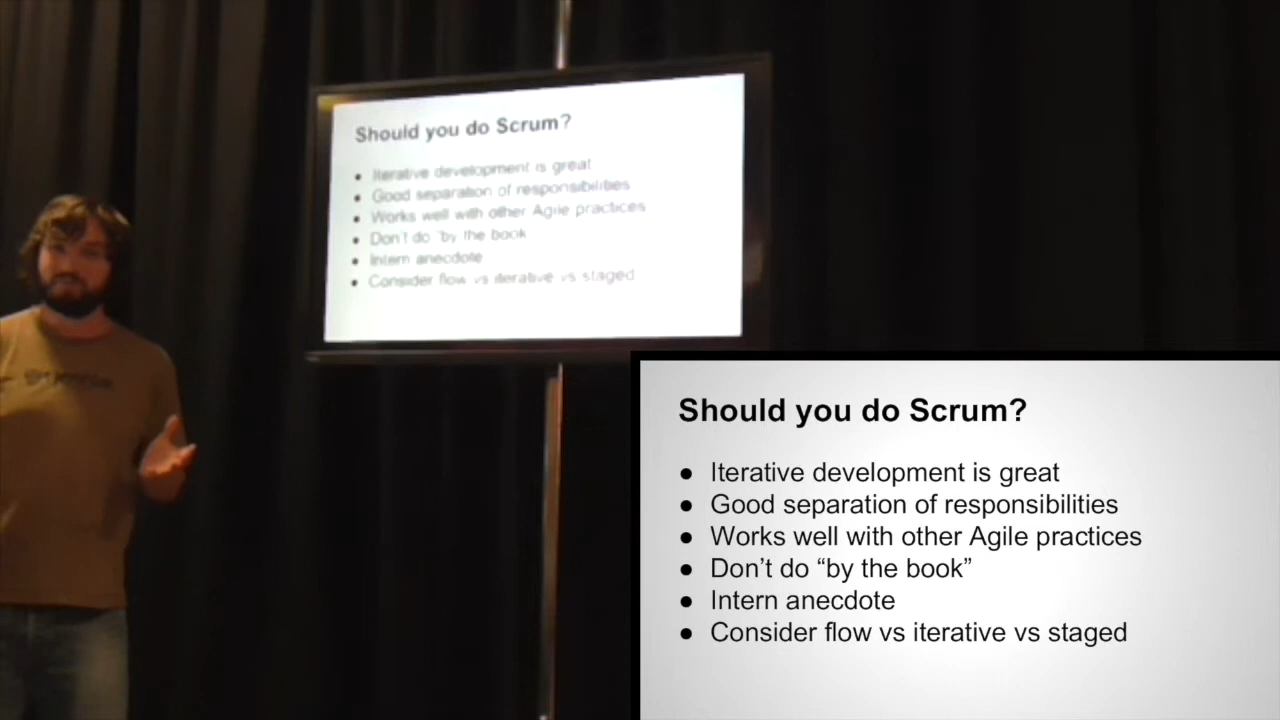 Should you do Scrum?
• Iterative development is great
• Good separation of responsibilities
• Works well with other Agile practices
• Don't do "by the book
• Intern anecdote
• Consider flow vs iterative vs staged
Should you do Scrum?
● Iterative development is great
● Good separation of responsibilities
● Works well with other Agile practices
● Don’t do “by the book”
● Intern anecdote
● Consider flow vs iterative vs staged